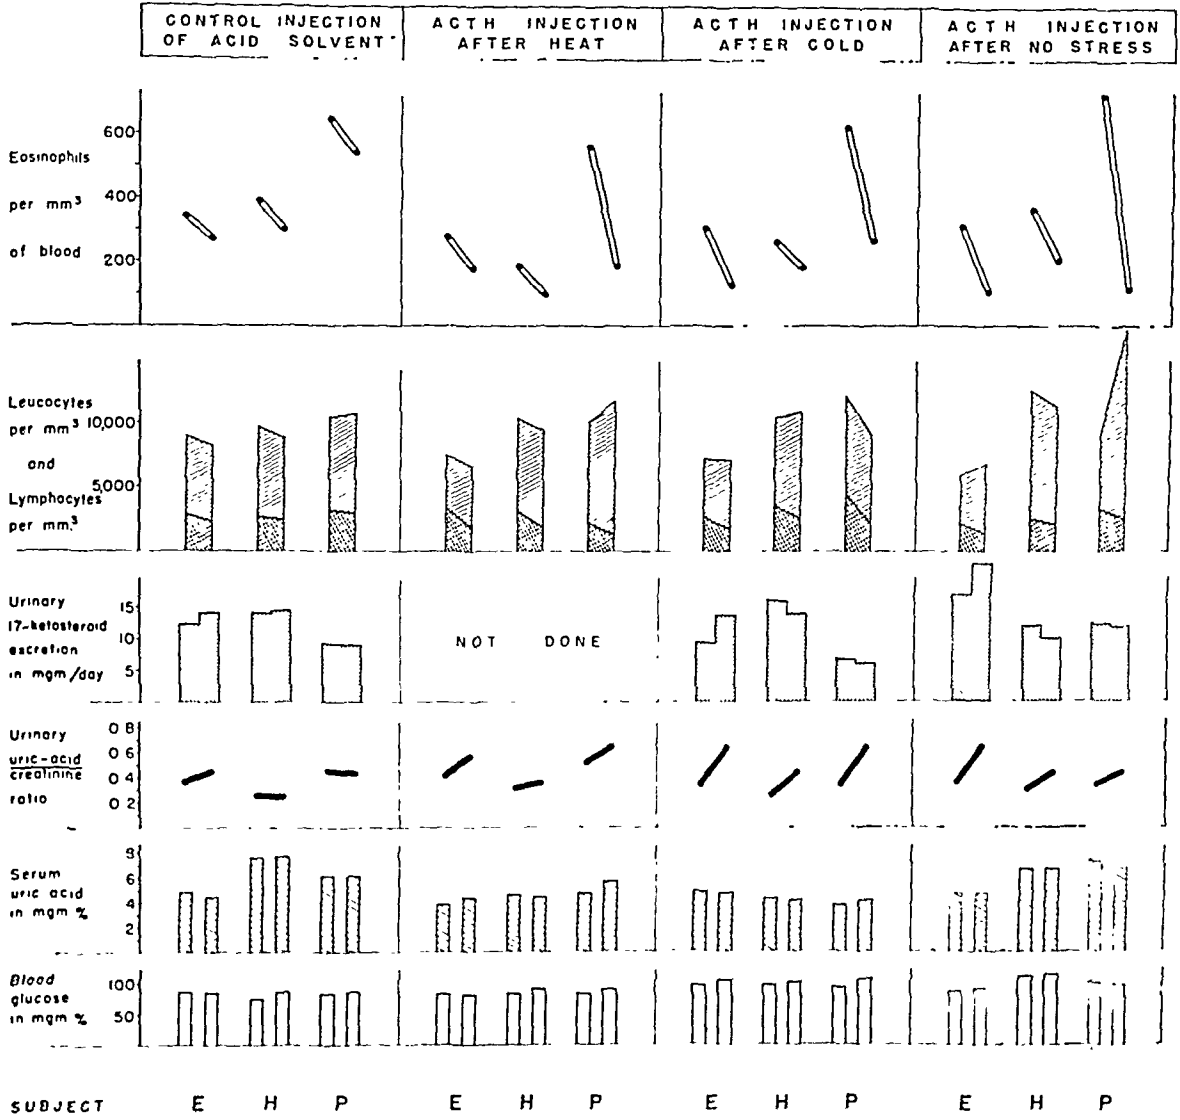 CONTROL INJECTION
OF ACID SOLVENT
ACTH INJECTION
AFTER HEAT
ACTH INJECTION
AFTER COLD
ACTH INJECTION
AFTER NO STRESS
Eosinophils
per mm³
of blood
600
400
200
Leucocytes
per mm³
and
Lymphocytes
per mm³
10,000
5,000
Urinary
17-ketosteroid
excretion
in mgm/day
15
10
5
NOT DONE
Urinary
uric-acid
creatinine
ratio
0 8
0 6
0 4
0 2
Serum
uric acid
in mgm %
8
6
4
2
Blood
glucose
in mgm %
100
50
SUBJECT E H P E H P E H P E H P